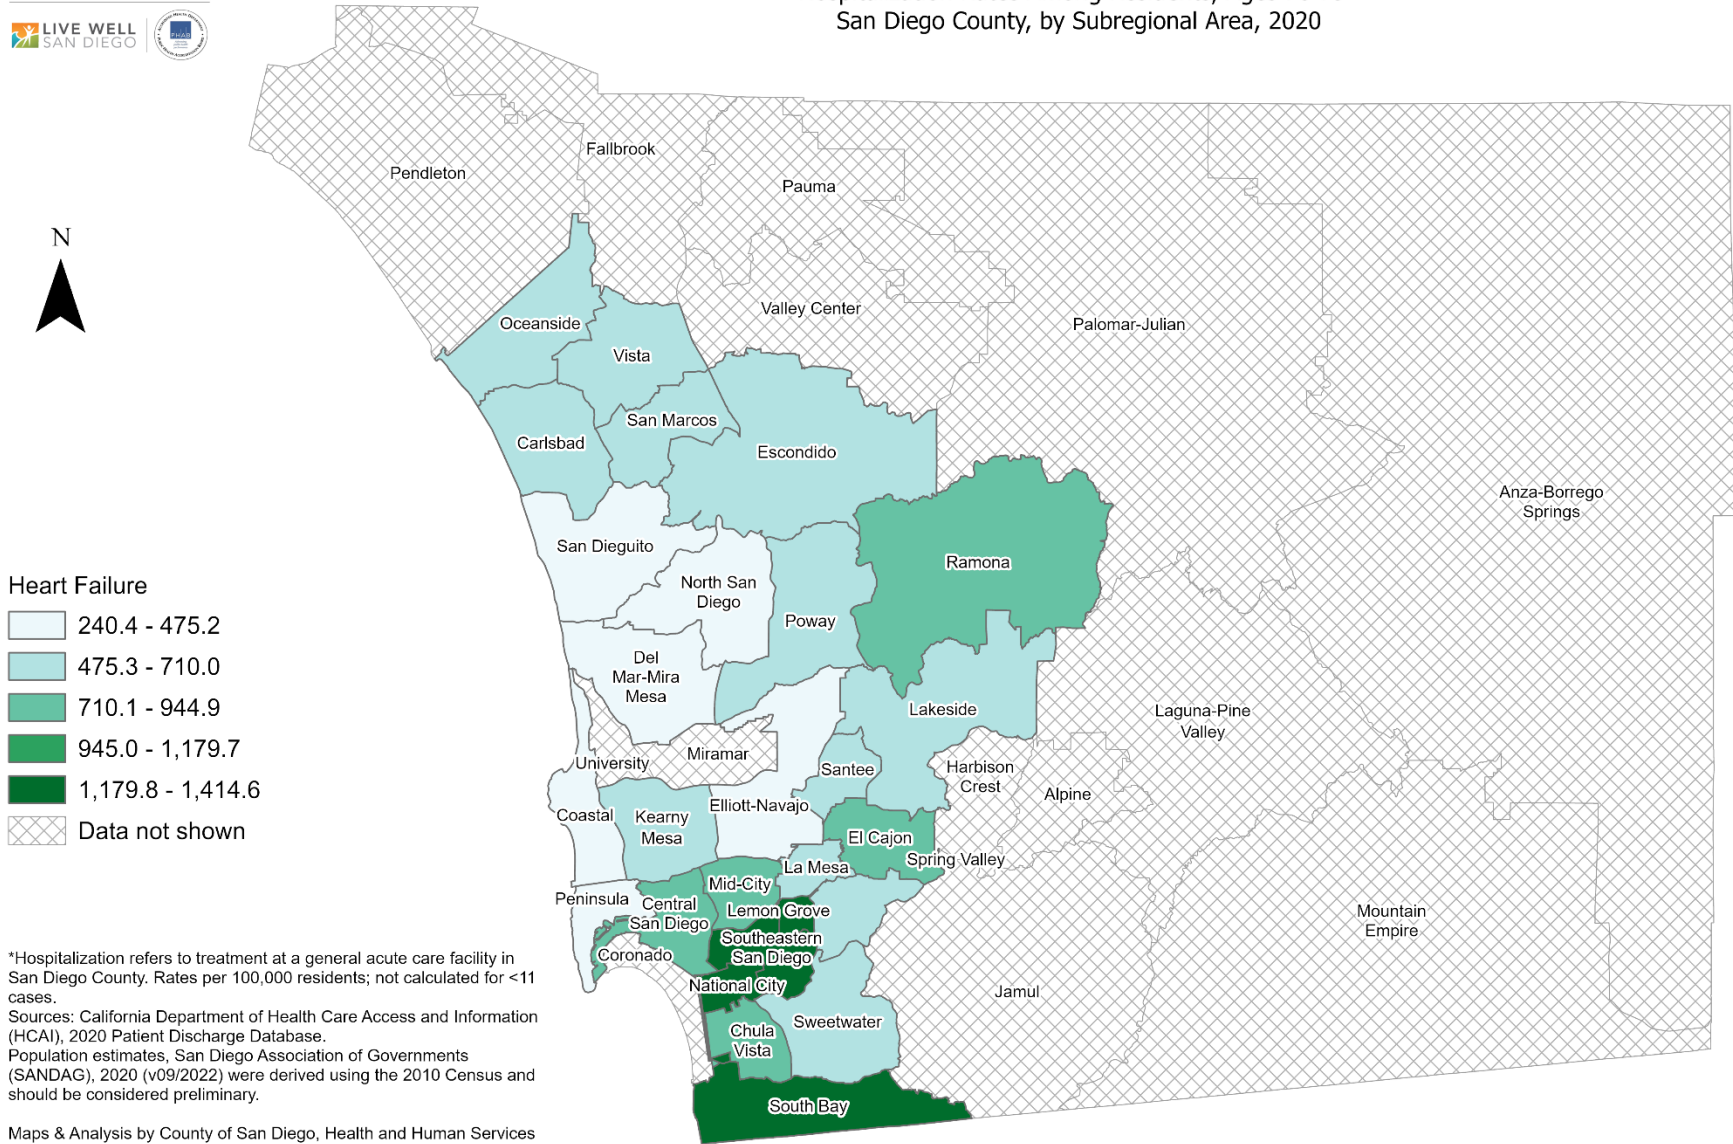 LIVE WELL
SAN DIEGO
PHAB
San Diego County, by Subregional Area, 2020
N
Fallbrook
Pendleton
Pauma
Valley Center
Oceanside
Palomar-Julian
Vista
San Marcos
Carlsbad
Escondido
Anza-Borrego
Springs
San Dieguito
Ramona
North San
Diego
Poway
Del
Mar-Mira
Mesa
Lakeside
Laguna-Pine
Valley
Miramar
University
Santee
Harbison
Crest
Alpine
Elliott-Navajo
Coastal
Kearny
Mesa
El Cajon
Spring Valley
La Mesa
Mid-City
Peninsula
Central
San Diego
Lemon Grove
Mountain
Empire
Southeastern
San Diego
Coronado
National City
Jamul
Sweetwater
Chula
Vista
South Bay
Heart Failure
240.4 - 475.2
475.3 - 710.0
710.1 - 944.9
945.0 - 1,179.7
1,179.8 - 1,414.6
Data not shown
*Hospitalization refers to treatment at a general acute care facility in
San Diego County. Rates per 100,000 residents; not calculated for <11
cases.
Sources: California Department of Health Care Access and Information
(HCAI), 2020 Patient Discharge Database.
Population estimates, San Diego Association of Governments
(SANDAG), 2020 (v09/2022) were derived using the 2010 Census and
should be considered preliminary.
Maps & Analysis by County of San Diego, Health and Human Services